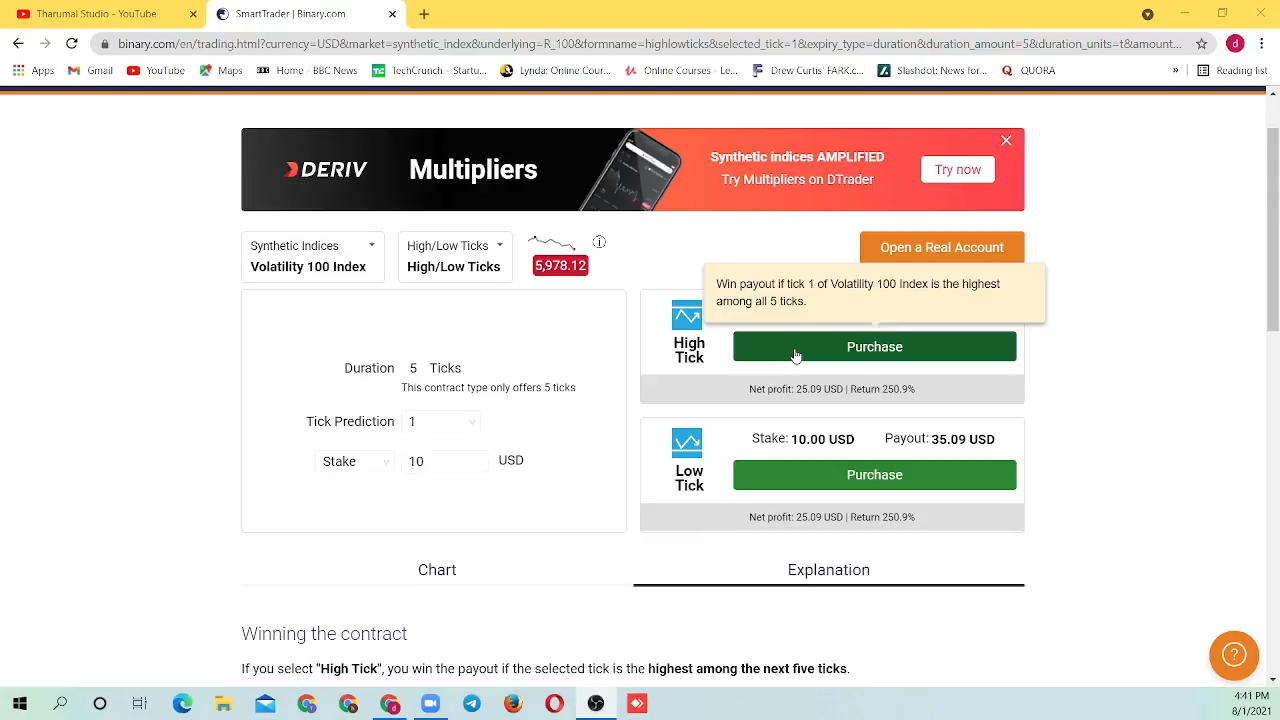 Tharumal Studio - YouTube
SmartTrader | Binary.com
binary.com/en/trading.html?currency=USD&market=synthetic_index&underlying=R_100&formname=highlowticks&selected_tick=1&expiry_type=duration&duration_amount=5&duration_units=t&amount...
d
Apps
Gmail
YouTube
Maps
BBC
Home - BBC News
TechCrunch - Startu...
Lynda: Online Cour...
Online Courses - Le...
Drew Conway
Slashdot: News for...
QUORA
»
Reading list
DERIV
Multipliers
Synthetic indices AMPLIFIED
Try Multipliers on DTrader
Try now
Synthetic Indices
Volatility 100 Index
High/Low Ticks
High/Low Ticks
5,978.12
Open a Real Account
Win payout if tick 1 of Volatility 100 Index is the highest
among all 5 ticks.
High
Tick
Purchase
Net profit: 25.09 USD | Return 250.9%
Duration 5 Ticks
This contract type only offers 5 ticks
Tick Prediction 1
Stake 10 USD
Stake: 10.00 USD Payout: 35.09 USD
Low
Tick
Purchase
Net profit: 25.09 USD | Return 250.9%
Chart
Explanation
Winning the contract
If you select "High Tick", you win the payout if the selected tick is the highest among the next five ticks.
4:41 PM
8/1/2021